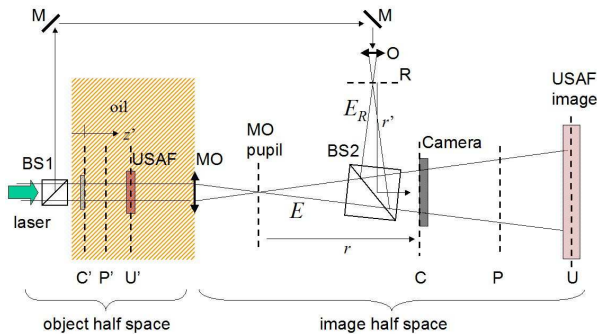 M
M
O
R
oil
z'
E_R
r'
USAF
image
BS1
USAF
MO
MO
pupil
BS2
Camera
laser
E
r
C'
P'
U'
C
P
U
object half space
image half space